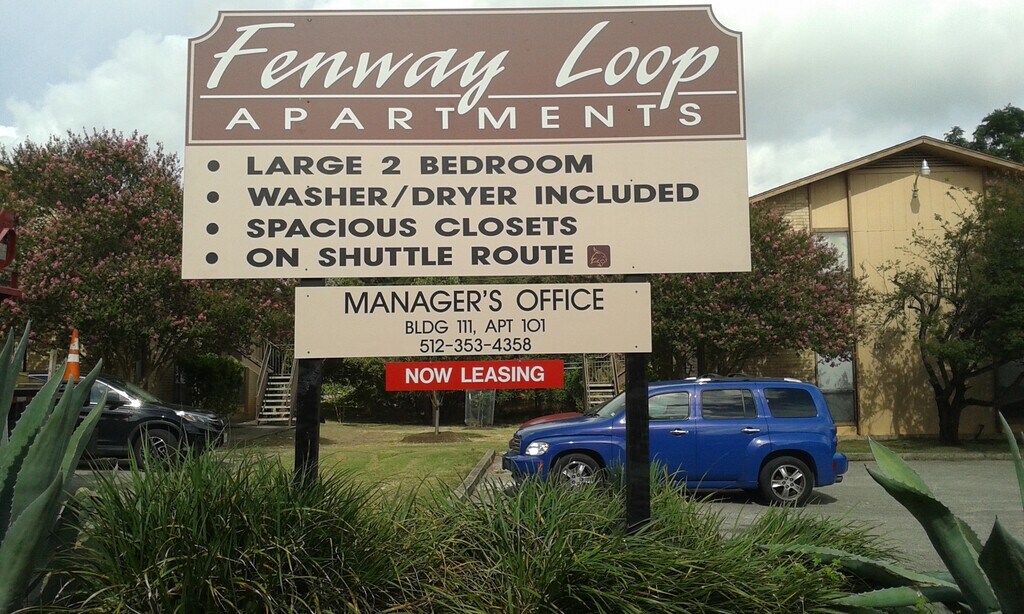 Fenway Loop
APARTMENTS
• LARGE 2 BEDROOM
• WASHER/DRYER INCLUDED
• SPACIOUS CLOSETS
• ON SHUTTLE ROUTE
MANAGER'S OFFICE
BLDG 111, APT 101
512-353-4358
NOW LEASING